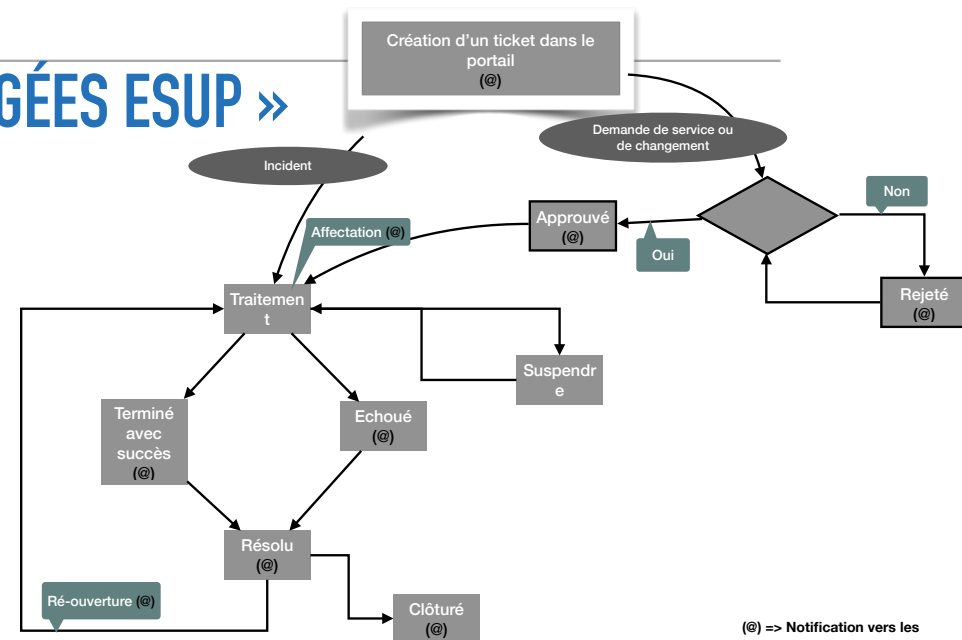 Création d’un ticket dans le
portail
(@)
GÉES ESUP »
Demande de service ou
de changement
Incident
Non
Approuvé
(@)
Affectation (@)
Oui
Traitemen
t
Rejeté
(@)
Suspendr
e
Terminé
avec
succès
(@)
Echoué
(@)
Résolu
(@)
Ré-ouverture (@)
Clôturé
(@)
(@) => Notification vers les